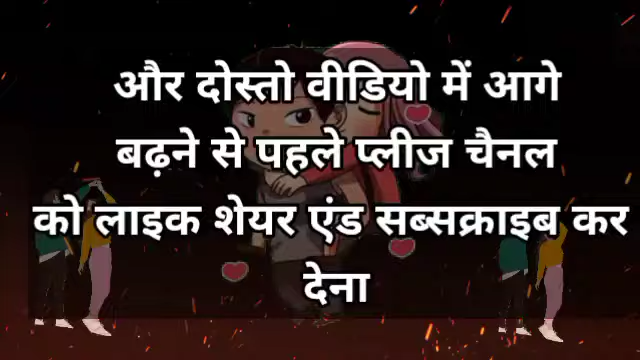 और दोस्तो वीडियो में आगे
बढ़ने से पहले प्लीज चैनल
को लाइक शेयर एंड सब्सक्राइब कर
देना